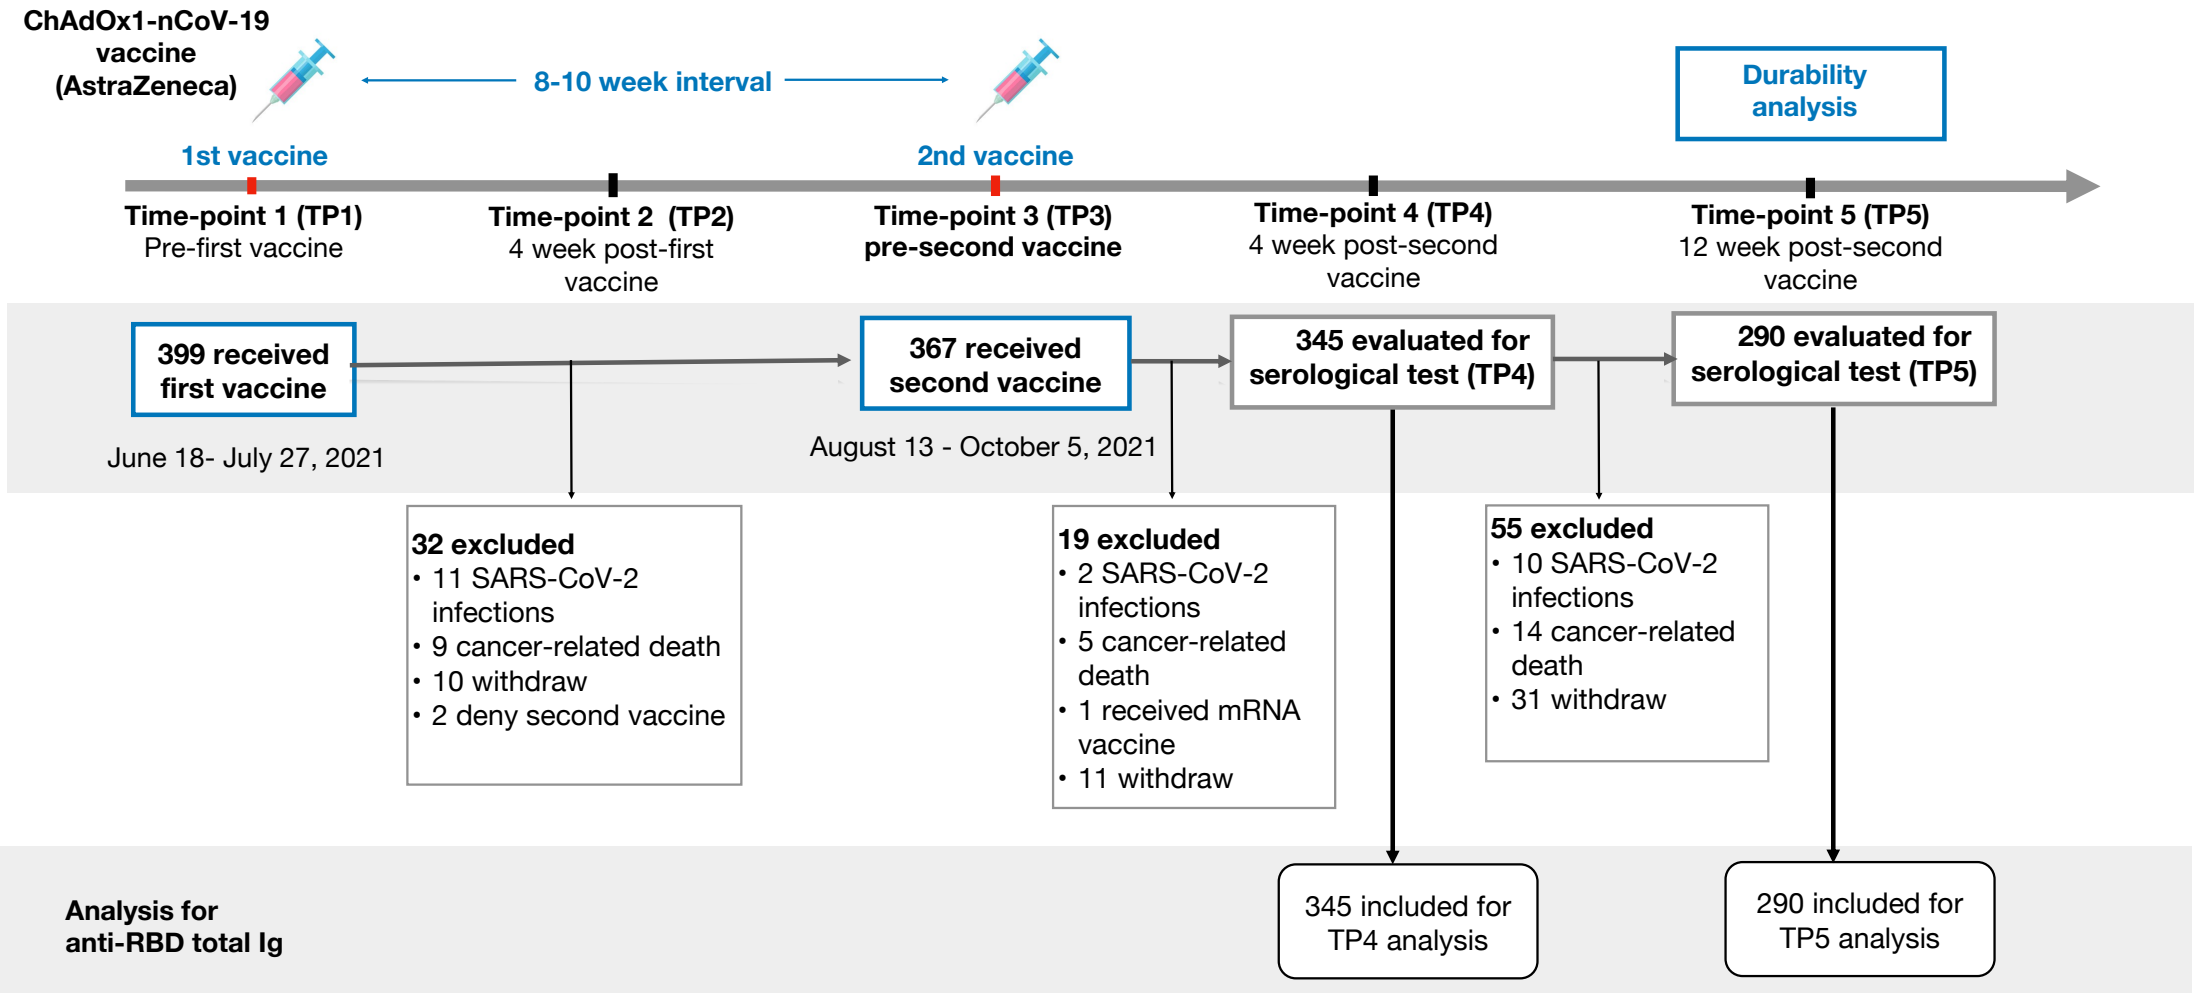 ChAdOx1-nCoV-19
vaccine
(AstraZeneca)
8-10 week interval
Durability
analysis
1st vaccine
2nd vaccine
Time-point 1 (TP1)
Pre-first vaccine
Time-point 2 (TP2)
4 week post-first
vaccine
Time-point 3 (TP3)
pre-second vaccine
Time-point 4 (TP4)
4 week post-second
vaccine
Time-point 5 (TP5)
12 week post-second
vaccine
399 received
first vaccine
367 received
second vaccine
345 evaluated for
serological test (TP4)
290 evaluated for
serological test (TP5)
June 18- July 27, 2021
August 13 - October 5, 2021
32 excluded
• 11 SARS-CoV-2
infections
• 9 cancer-related death
• 10 withdraw
• 2 deny second vaccine
19 excluded
• 2 SARS-CoV-2
infections
• 5 cancer-related
death
• 1 received mRNA
vaccine
• 11 withdraw
55 excluded
• 10 SARS-CoV-2
infections
• 14 cancer-related
death
• 31 withdraw
Analysis for
anti-RBD total Ig
345 included for
TP4 analysis
290 included for
TP5 analysis